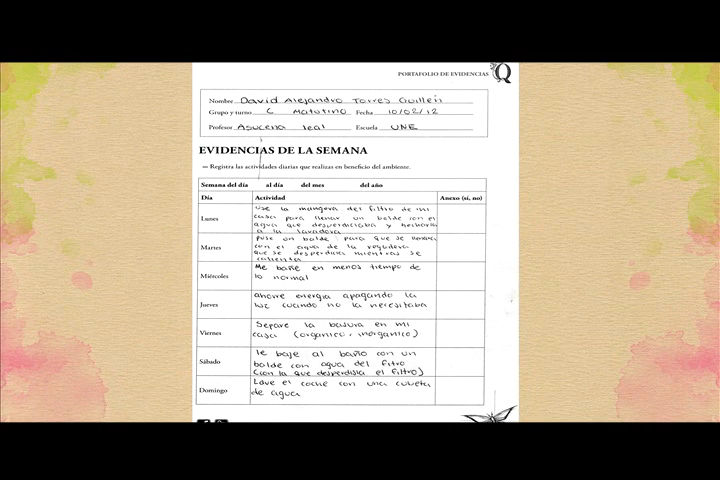 PORTAFOLIO DE EVIDENCIAS Q
Nombre David Alejandro Torres Guillen
Grupo y turno C Matutino Fecha 10/02/12
Profesor Asucena leal Escuela UNE
EVIDENCIAS DE LA SEMANA
— Registra las actividades diarias que realizas en beneficio del ambiente.
Semana del día al día del mes del año
Día Actividad Anexo (sí, no)
Lunes
use la manguera del filtro de mi
casa para llenar un balde con el
agua que desperdiciaba y
a la lavadora
Martes
puse un balde para que se llenara
con el agua de la regadera
que se desperdicia mientras se
calienta
Miércoles
Me bañe en menos tiempo de
lo normal
Jueves
ahorre energia apagando la
luz cuando no la necesitaba
Viernes
Separe la basura en mi
casa (organico, inorganico)
Sábado
le baje al baño con un
balde con agua del filtro
(con la que desperdisia el filtro)
Domingo
Lave el coche con una cubeta
de agua